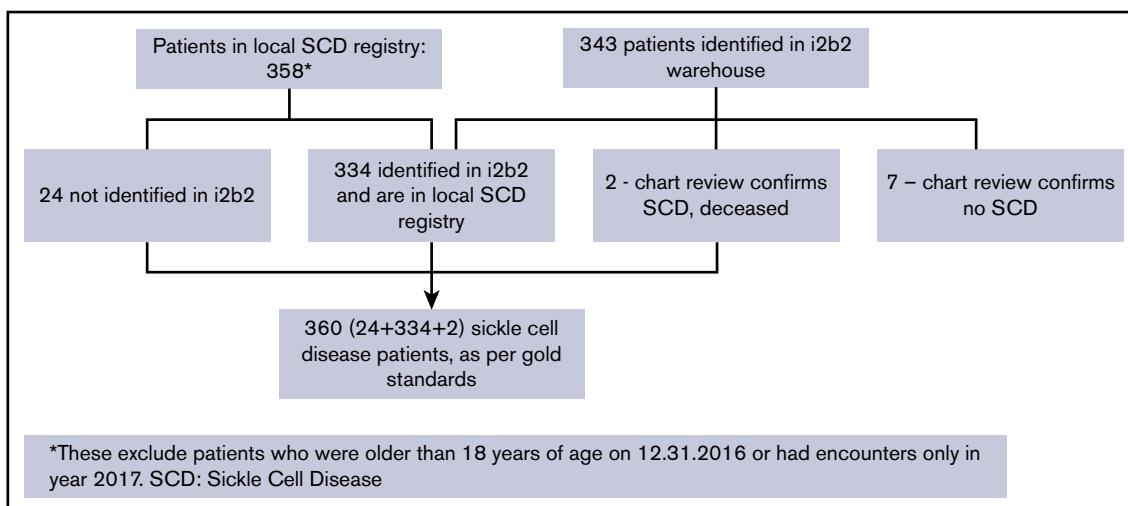 Patients in local SCD registry:
358*
343 patients identified in i2b2
warehouse
24 not identified in i2b2
334 identified in i2b2
and are in local SCD
registry
2 - chart review confirms
SCD, deceased
7 – chart review confirms
no SCD
360 (24+334+2) sickle cell
disease patients, as per gold
standards
*These exclude patients who were older than 18 years of age on 12.31.2016 or had encounters only in
year 2017. SCD: Sickle Cell Disease